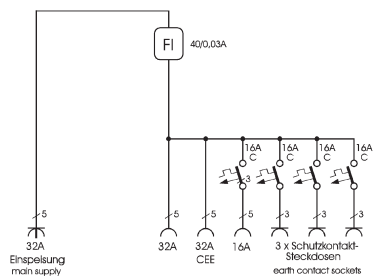 FI
40/0,03A
16A
C
16A
C
16A
C
16A
C
3
5
5
5
5
3
3
3
32A
32A
32A
16A
3 x Schutzkontakt-
Einspeisung
CEE
Steckdosen
main supply
earth contact sockets